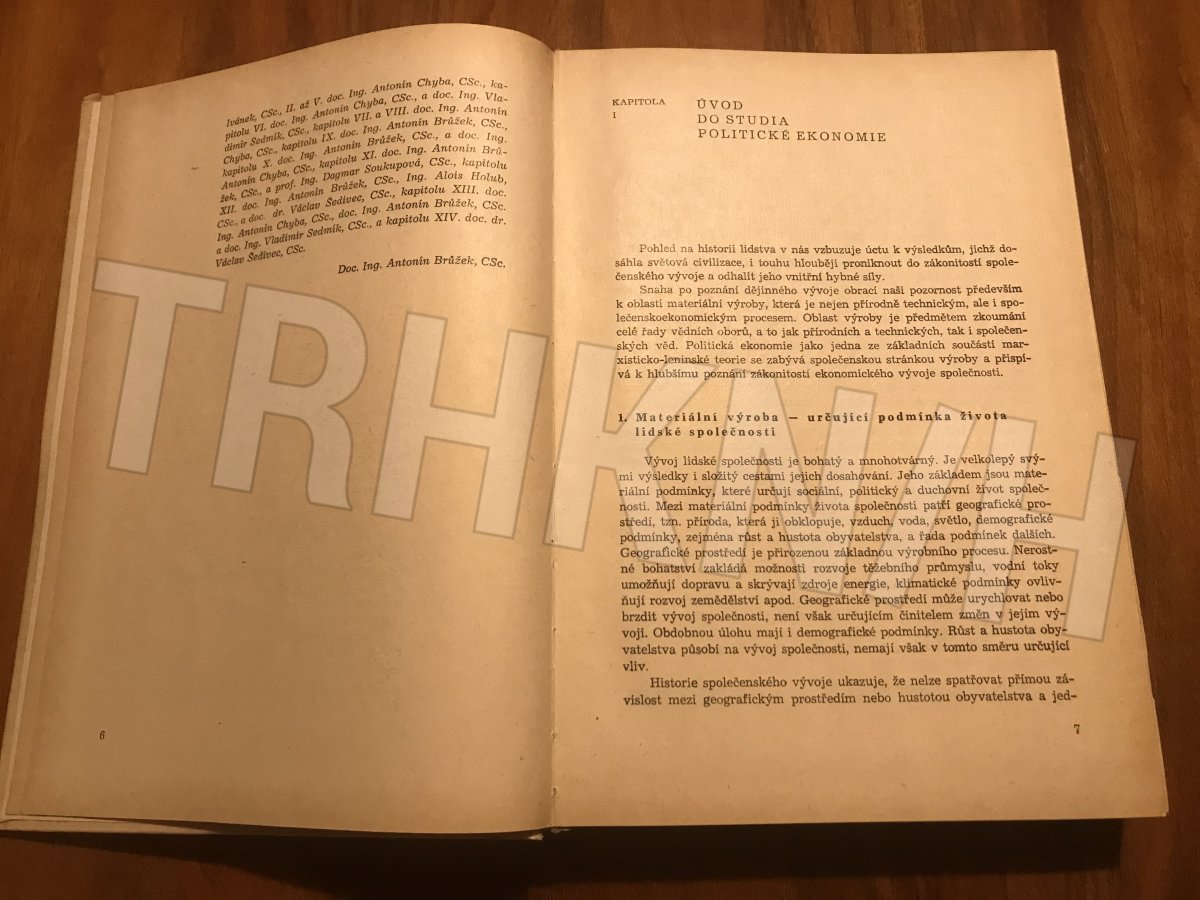 Ivánek, CSc., II. až V. doc. Ing. Antonín Chyba, CSc., ka-
pitolu VI. doc. Ing. Antonín Chyba, CSc., a doc. Ing. Vla-
dimír Sedmík, CSc., kapitolu VII. a VIII. doc. Ing. Antonín
Chyba, CSc., kapitolu IX. doc. Ing. Antonín Brůžek, CSc.,
kapitolu X. doc. Ing. Antonín Brůžek, CSc., a doc. Ing.
Antonín Chyba, CSc., kapitolu XI. doc. Ing. Antonín Brů-
žek, CSc., a prof. Ing. Dagmar Soukupová, CSc., kapitolu
XII. doc. Ing. Antonín Brůžek, CSc., Ing. Alois Holub,
CSc., a doc. dr. Václav Šedivec, CSc., kapitolu XIII. doc.
Ing. Antonín Chyba, CSc., doc. Ing. Antonín Brůžek, CSc.
a doc. Ing. Vladimír Sedmík, CSc., a kapitolu XIV. doc. dr.
Václav Šedivec, CSc.
Doc. Ing. Antonín Brůžek, CSc.
6
KAPITOLA
I
ÚVOD
DO STUDIA
POLITICKÉ EKONOMIE
Pohled na historii lidstva v nás vzbuzuje úctu k výsledkům, jichž do-
sáhla světová civilizace, i touhu hlouběji proniknout do zákonitostí spole-
čenského vývoje a odhalit jeho vnitřní hybné síly.
Snaha po poznání dějinného vývoje obrací naši pozornost především
k oblasti materiální výroby, která je nejen přírodně technickým, ale i spo-
lečenskoekonomickým procesem. Oblast výroby je předmětem zkoumání
celé řady vědních oborů, a to jak přírodních a technických, tak i společen-
ských věd. Politická ekonomie jako jedna ze základních součástí mar-
xisticko-leninské teorie se zabývá společenskou stránkou výroby a přispí-
vá k hlubšímu poznání zákonitostí ekonomického vývoje společnosti.
1. Materiální výroba — určující podmínka života
lidské společnosti
Vývoj lidské společnosti je bohatý a mnohotvárný. Je velkolepý svý-
mi výsledky i složitý cestami jejich dosahování. Jeho základem jsou mate-
riální podmínky, které určují sociální, politický a duchovní život společ-
nosti. Mezi materiální podmínky života společnosti patří geografické pro-
středí, tzn. příroda, která ji obklopuje, vzduch, voda, světlo, demografické
podmínky, zejména růst a hustota obyvatelstva, a řada podmínek dalších.
Geografické prostředí je přirozenou základnou výrobního procesu. Nerost-
né bohatství zakládá možnosti rozvoje těžebního průmyslu, vodní toky
umožňují dopravu a skrývají zdroje energie, klimatické podmínky ovliv-
ňují rozvoj zemědělství apod. Geografické prostředí může urychlovat nebo
brzdit vývoj společnosti, není však určujícím činitelem změn v jejím vý-
voji. Obdobnou úlohu mají i demografické podmínky. Růst a hustota oby-
vatelstva působí na vývoj společnosti, nemají však v tomto směru určující
vliv.
Historie společenského vývoje ukazuje, že nelze spatřovat přímou zá-
vislost mezi geografickým prostředím nebo hustotou obyvatelstva a jed-
7
TRHKNIH